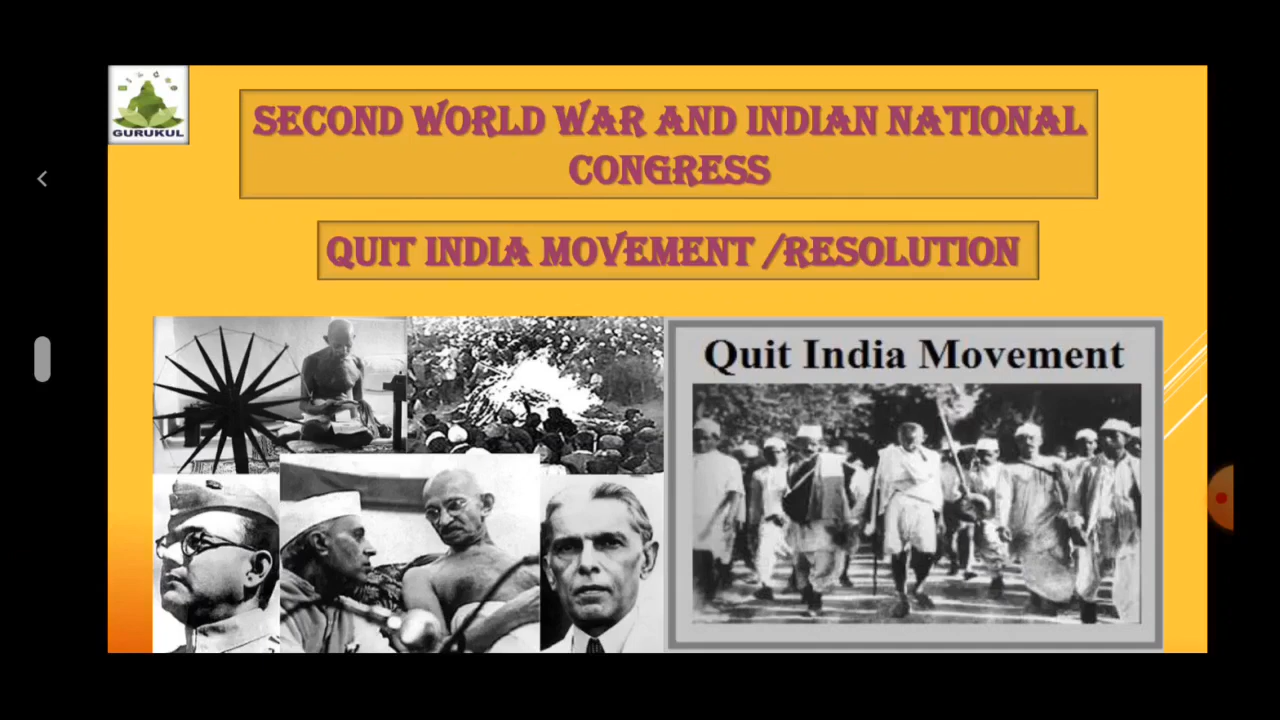 GURUKUL
SECOND WORLD WAR AND INDIAN NATIONAL
CONGRESS
QUIT INDIA MOVEMENT /RESOLUTION
Quit India Movement